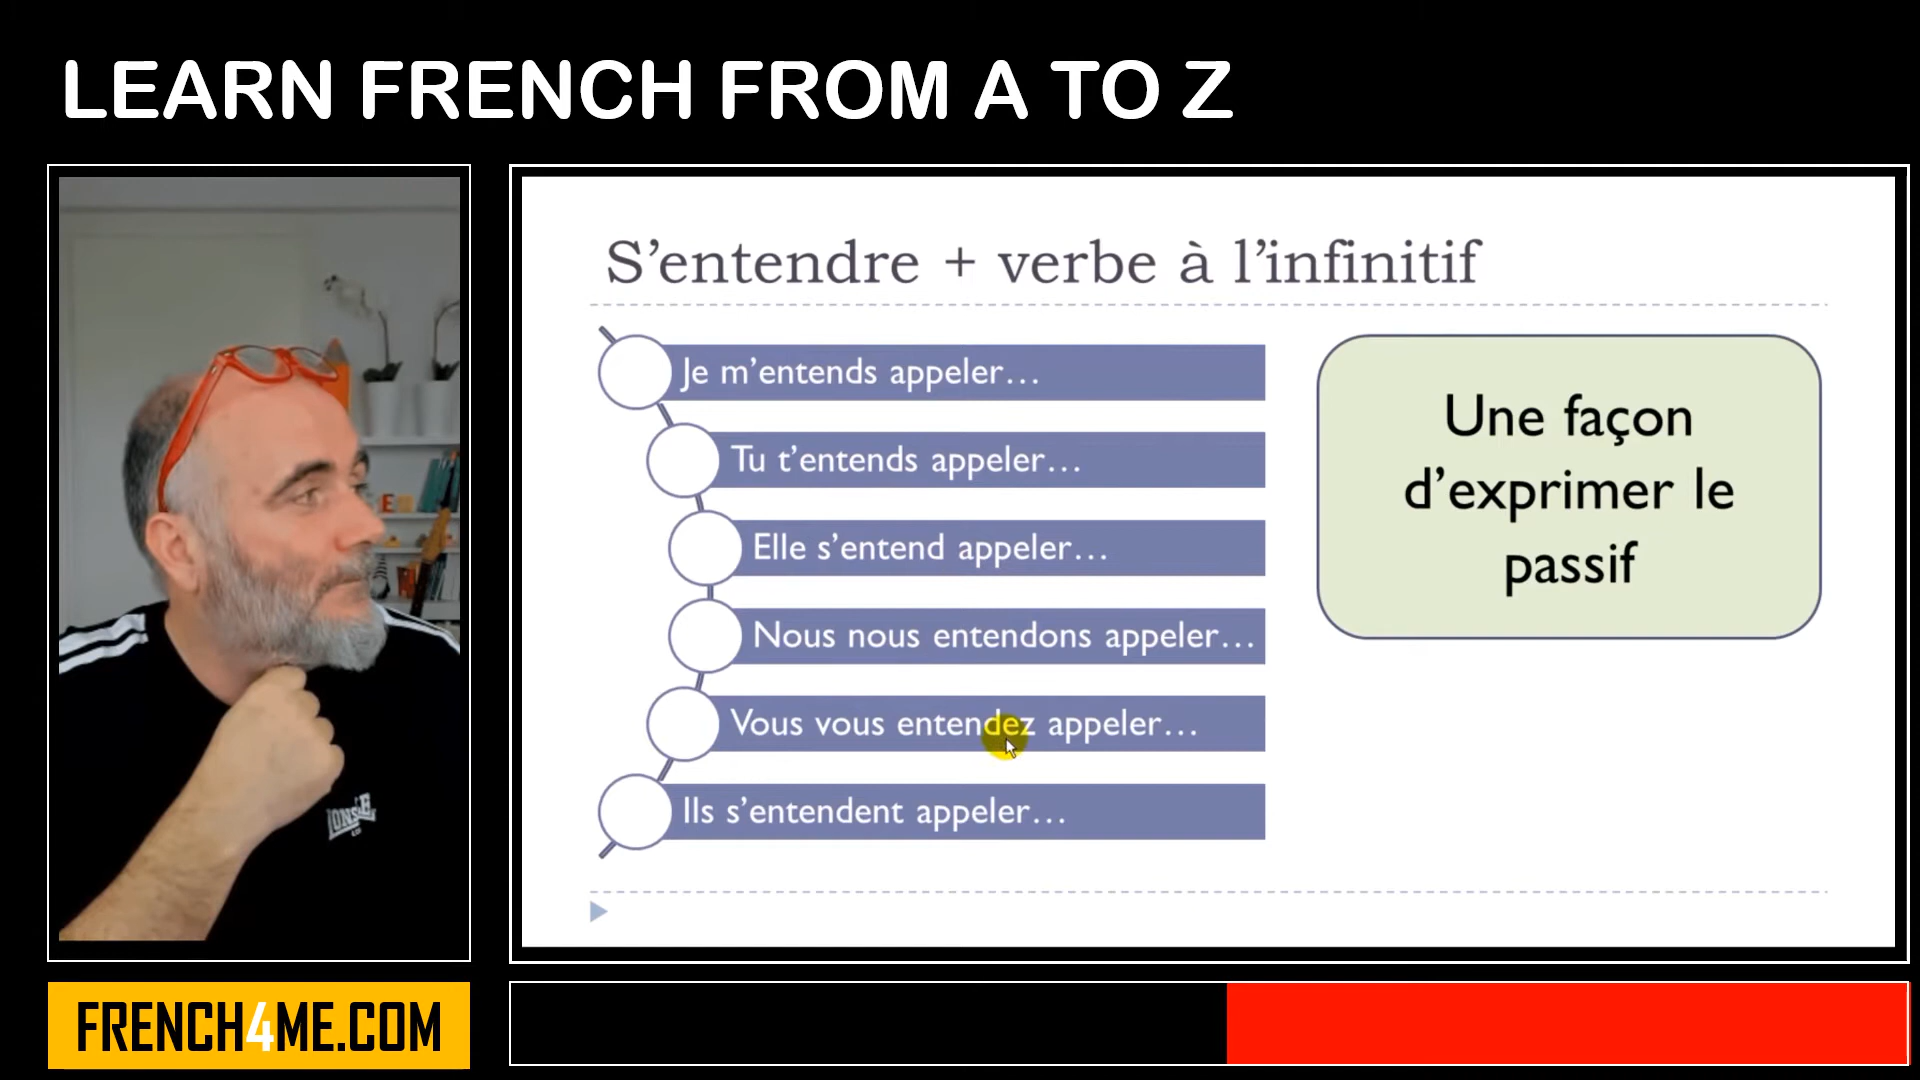 LEARN FRENCH FROM A TO Z
S’entendre + verbe à l’infinitif
Je m’entends appeler…
Tu t’entends appeler…
Elle s’entend appeler…
Nous nous entendons appeler…
Vous vous entendez appeler…
Ils s’entendent appeler…
Une façon
d’exprimer le
passif
LONSDALE
FRENCH4ME.COM